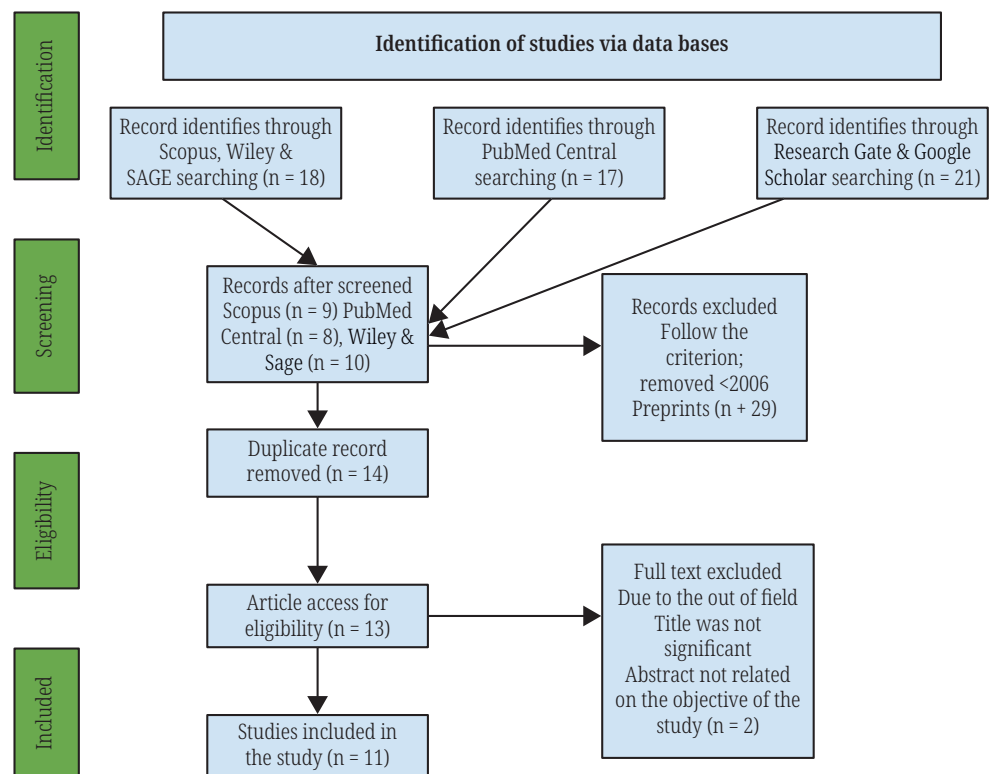 Identification
Identification of studies via data bases
Record identifies through
Scopus, Wiley &
SAGE searching (n = 18)
Record identifies through
PubMed Central
searching (n = 17)
Record identifies through
Research Gate & Google
Scholar searching (n = 21)
Screening
Records after screened
Scopus (n = 9) PubMed
Central (n = 8), Wiley &
Sage (n = 10)
Records excluded
Follow the
criterion;
removed <2006
Preprints (n + 29)
Duplicate record
removed (n = 14)
Eligibility
Article access for
eligibility (n = 13)
Full text excluded
Due to the out of field
Title was not
significant
Abstract not related
on the objective of the
study (n = 2)
Included
Studies included in
the study (n = 11)